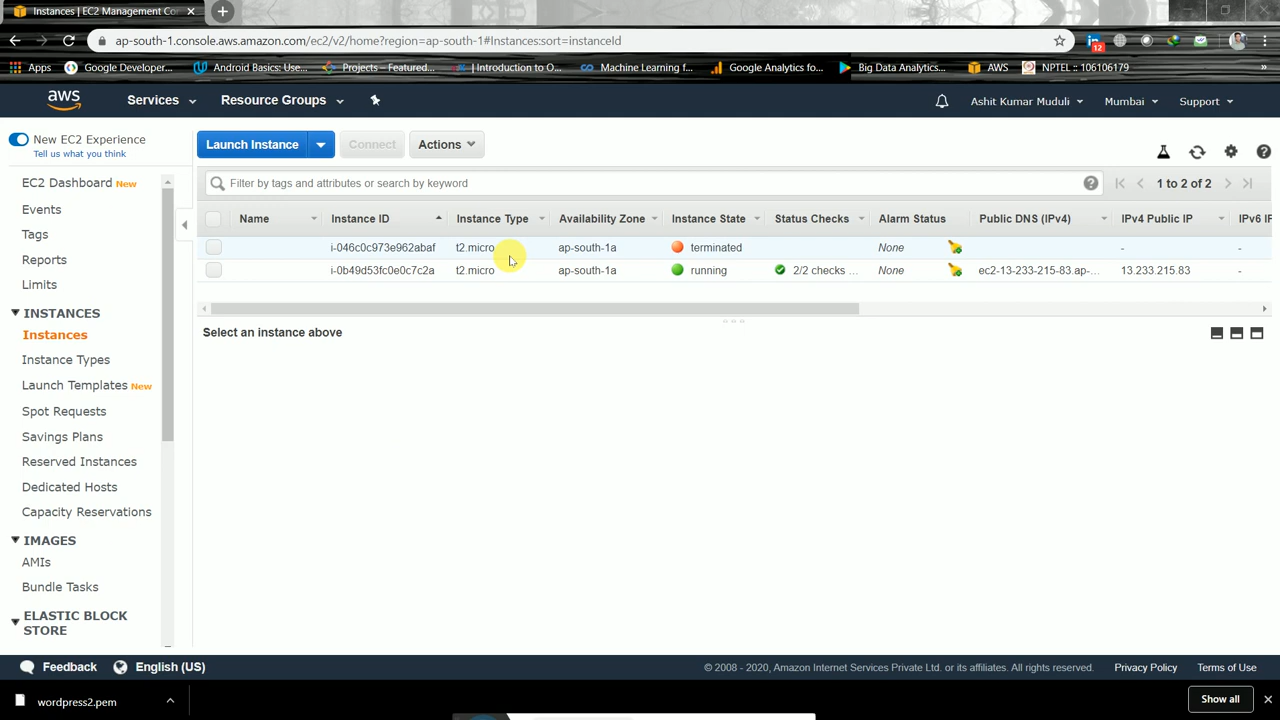 Instances | EC2 Management Co
ap-south-1.console.aws.amazon.com/ec2/v2/home?region=ap-south-1#Instances:sort=instanceId
12
Apps
Google Developer...
Android Basics: Use...
Projects – Featured...
| Introduction to O...
Machine Learning f...
Google Analytics fo...
Big Data Analytics...
AWS
NPTEL :: 106106179
»
aws
Services
Resource Groups
Ashit Kumar Muduli
Mumbai
Support
New EC2 Experience
Tell us what you think
EC2 Dashboard New
Events
Tags
Reports
Limits
INSTANCES
Instances
Instance Types
Launch Templates New
Spot Requests
Savings Plans
Reserved Instances
Dedicated Hosts
Capacity Reservations
IMAGES
AMIs
Bundle Tasks
ELASTIC BLOCK
STORE
Launch Instance
Connect
Actions
Filter by tags and attributes or search by keyword
1 to 2 of 2
Name Instance ID Instance Type Availability Zone Instance State Status Checks Alarm Status Public DNS (IPv4) IPv4 Public IP IPv6 I
i-046c0c973e962abaf t2.micro ap-south-1a terminated None - -
i-0b49d53fc0e0c7c2a t2.micro ap-south-1a running 2/2 checks ... None ec2-13-233-215-83.ap-... 13.233.215.83 -
Select an instance above
Feedback
English (US)
© 2008 - 2020, Amazon Internet Services Private Ltd. or its affiliates. All rights reserved.
Privacy Policy
Terms of Use
wordpress2.pem
Show all